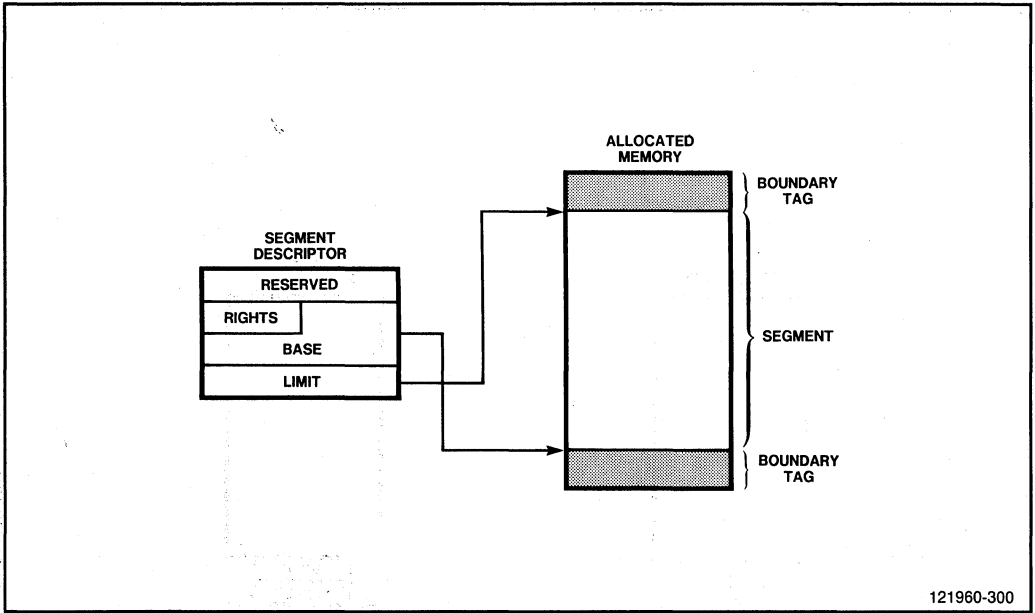 ALLOCATED
MEMORY
BOUNDARY
TAG
SEGMENT
DESCRIPTOR
RESERVED
RIGHTS
BASE
LIMIT
SEGMENT
BOUNDARY
TAG
121960-300